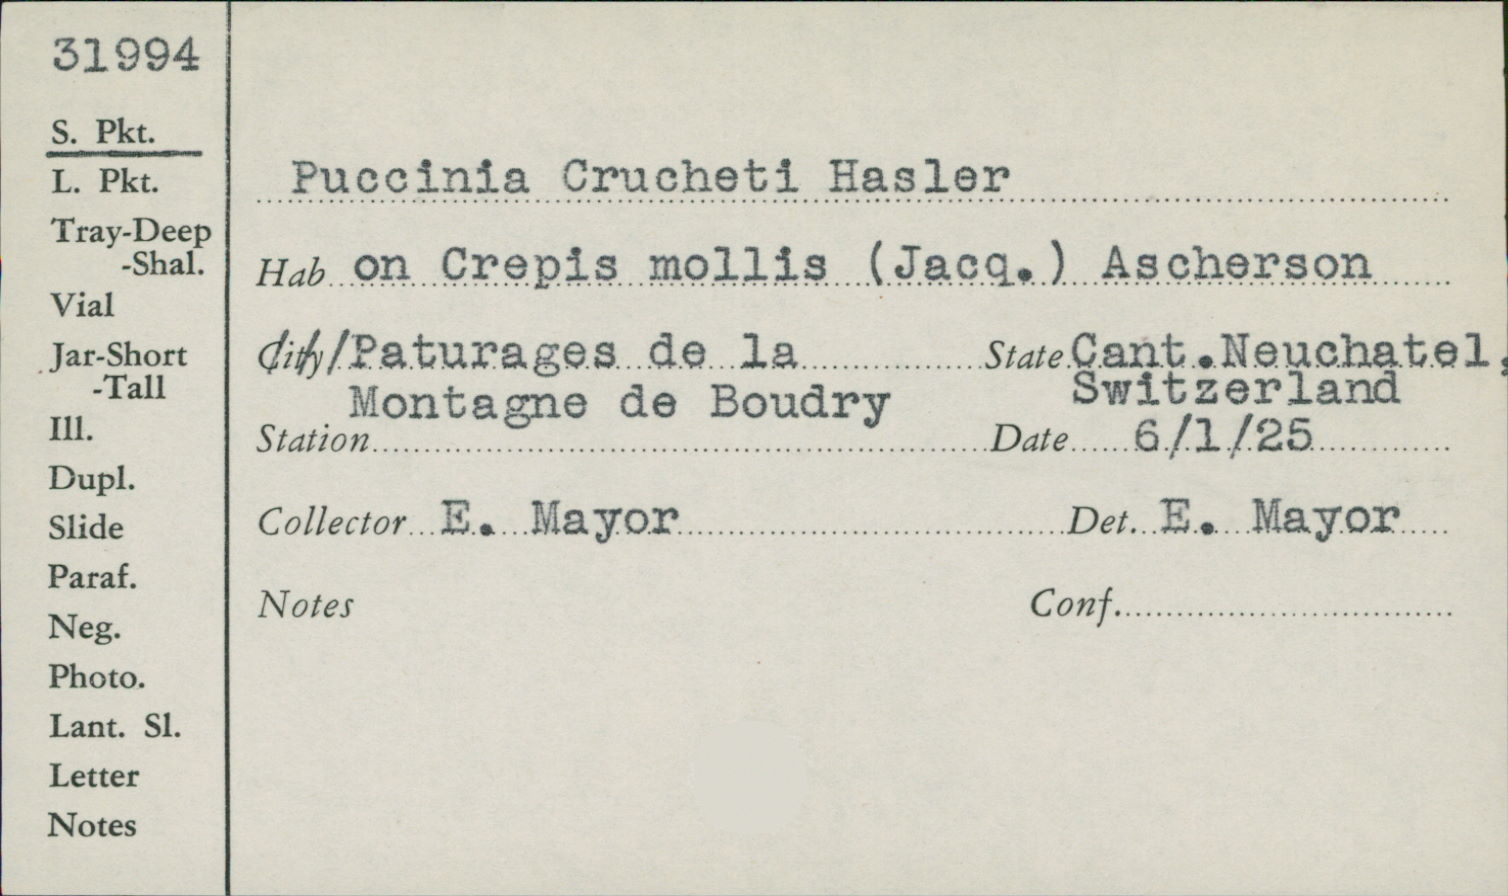 31994
S. Pkt.
L. Pkt.
Tray-Deep
-Shal.
Vial
Jar-Short
-Tall
Ill.
Dupl.
Slide
Paraf.
Neg.
Photo.
Lant. Sl.
Letter
Notes
Puccinia Crucheti Hasler
Hab on Crepis mollis (Jacq.) Ascherson
City/Paturages de la State Cant.Neuchatel,
Montagne de Boudry Switzerland
Station Date 6/1/25
Collector E. Mayor Det. E. Mayor
Notes Conf.